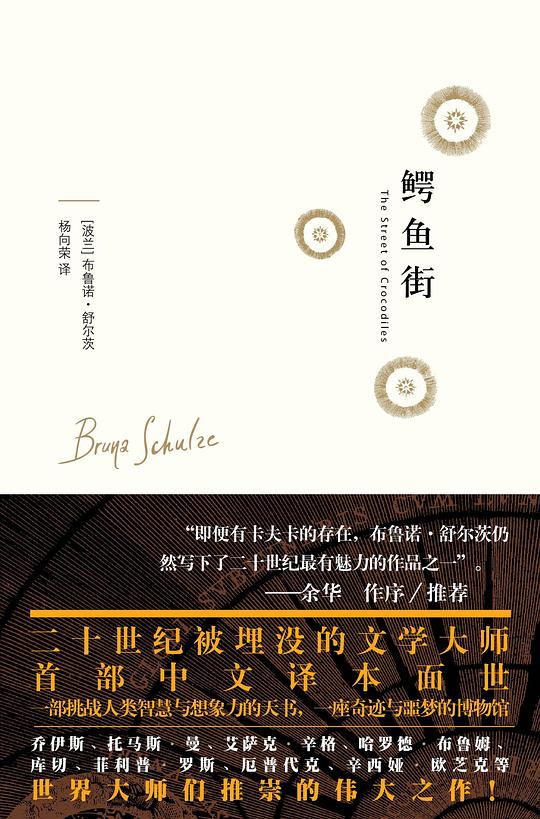 鳄鱼街
The Street of Crocodiles
[波兰] 布鲁诺·舒尔茨
杨向荣 译
Bruna Schulze
“即便有卡夫卡的存在，布鲁诺·舒尔茨仍
然写下了二十世纪最有魅力的作品之一”。
——余华 作序／推荐
二十世纪被埋没的文学大师
首部中文译本面世
一部挑战人类智慧与想象力的天书，一座奇迹与噩梦的博物馆
乔伊斯、托马斯·曼、艾萨克·辛格、哈罗德·布鲁姆、
库切、菲利普·罗斯、厄普代克、辛西娅·欧芝克等
世界大师们推崇的伟大之作！